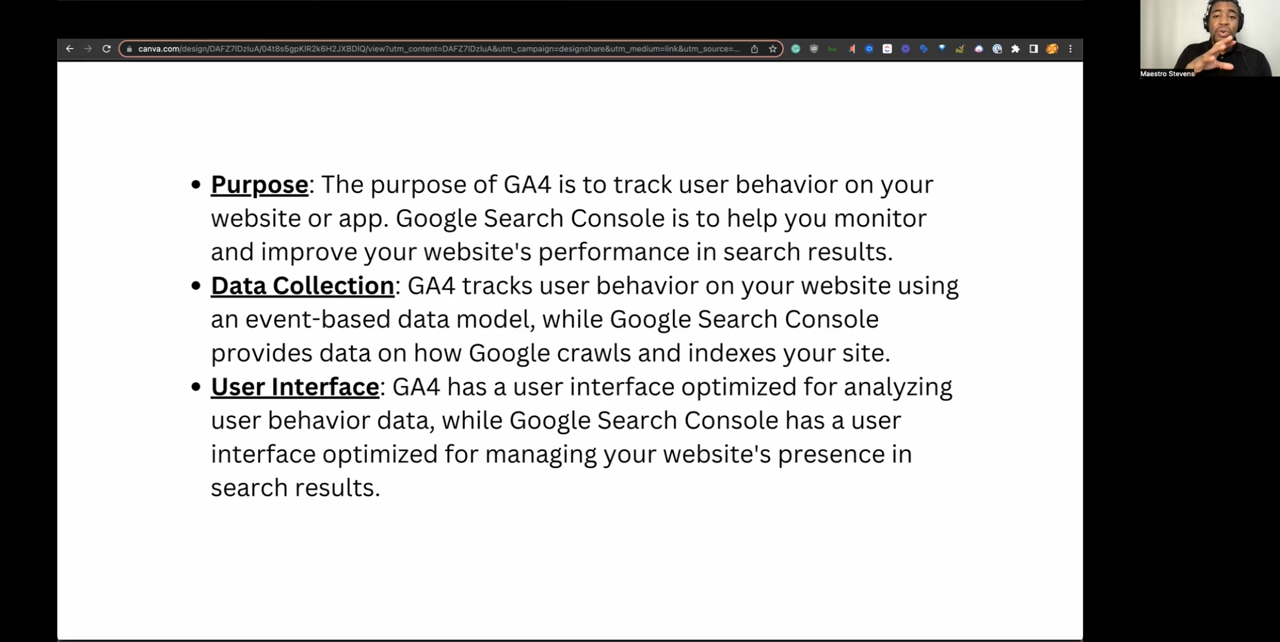 canva.com/design/DAFZ7IDzIuA/04t8s5gpKlR2k6H2JXBDIQ/view?utm_content=DAFZ7IDzIuA&utm_campaign=designshare&utm_medium=link&utm_source=...
Maestro Stevens
• Purpose: The purpose of GA4 is to track user behavior on your
website or app. Google Search Console is to help you monitor
and improve your website's performance in search results.
• Data Collection: GA4 tracks user behavior on your website using
an event-based data model, while Google Search Console
provides data on how Google crawls and indexes your site.
• User Interface: GA4 has a user interface optimized for analyzing
user behavior data, while Google Search Console has a user
interface optimized for managing your website's presence in
search results.